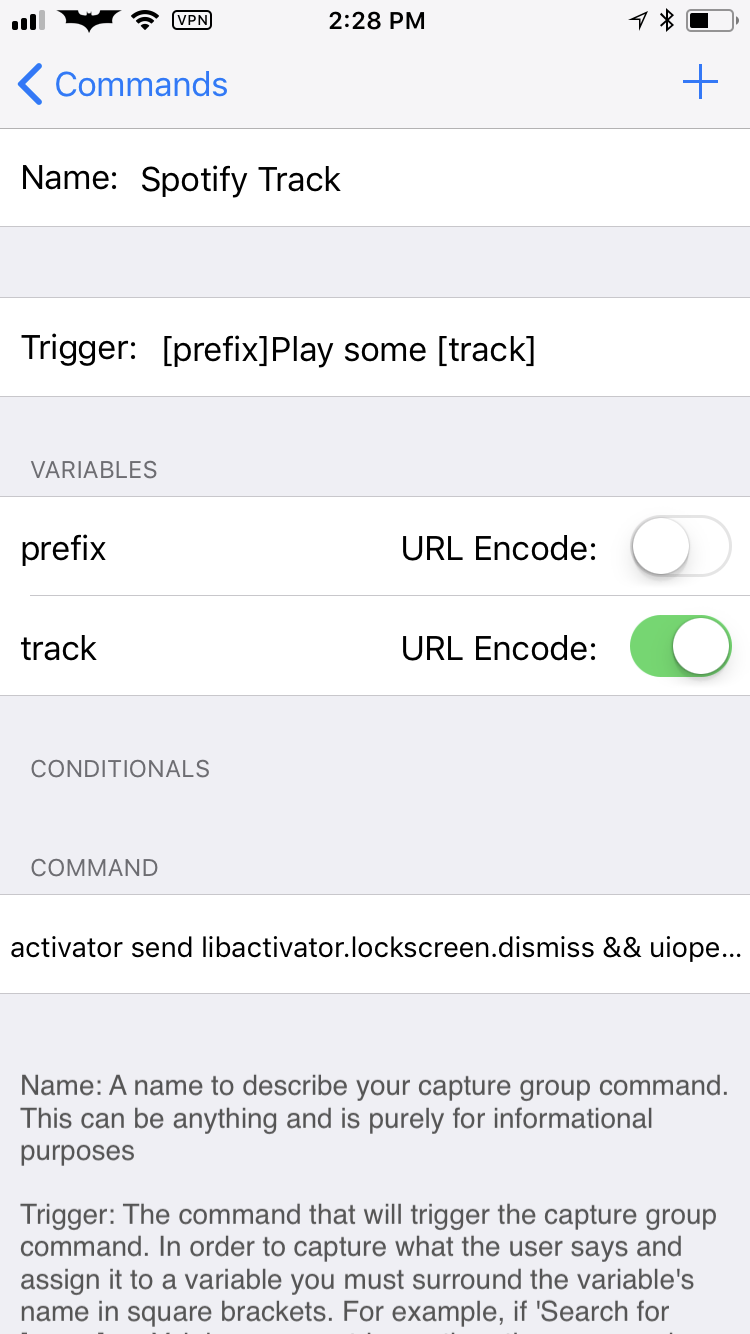 VPN 2:28 PM
Commands +
Name: Spotify Track
Trigger: [prefix]Play some [track]
VARIABLES
prefix URL Encode:
track URL Encode:
CONDITIONALS
COMMAND
activator send libactivator.lockscreen.dismiss && uiope...
Name: A name to describe your capture group command.
This can be anything and is purely for informational
purposes
Trigger: The command that will trigger the capture group
command. In order to capture what the user says and
assign it to a variable you must surround the variable's
name in square brackets. For example, if 'Search for